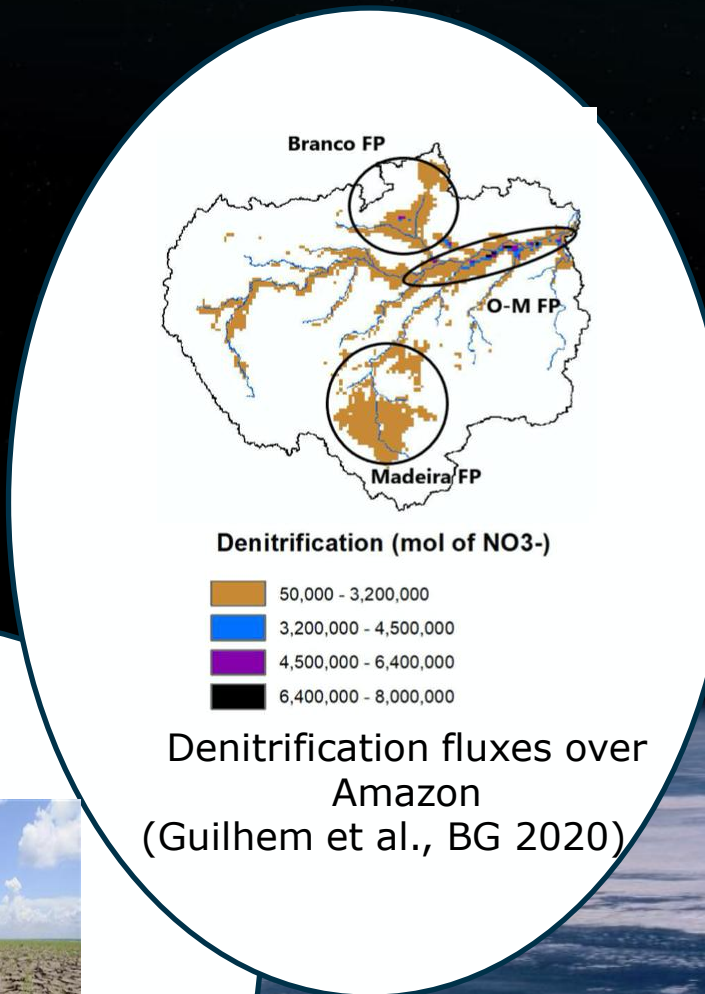 Branco FP
O-M FP
Madeira FP
Denitrification (mol of NO3-)
50,000 - 3,200,000
3,200,000 - 4,500,000
4,500,000 - 6,400,000
6,400,000 - 8,000,000
Denitrification fluxes over
Amazon
(Guilhem et al., BG 2020)